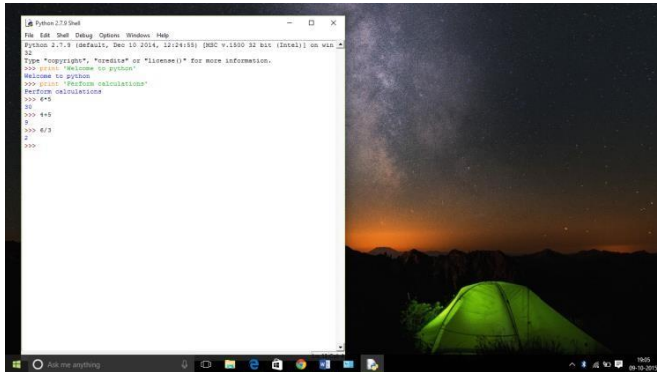 Python 2.7.9 Shell
File Edit Shell Debug Options Windows Help
Python 2.7.9 (default, Dec 10 2014, 12:24:55) [MSC v.1500 32 bit (Intel)] on win
32
Type "copyright", "credits" or "license()" for more information.
>>> print 'Welcome to python'
Welcome to python
>>> print 'Perform calculations'
Perform calculations
>>> 6*5
30
>>> 4+5
9
>>> 6/3
2
>>>
Ask me anything
19:05
09-10-2015